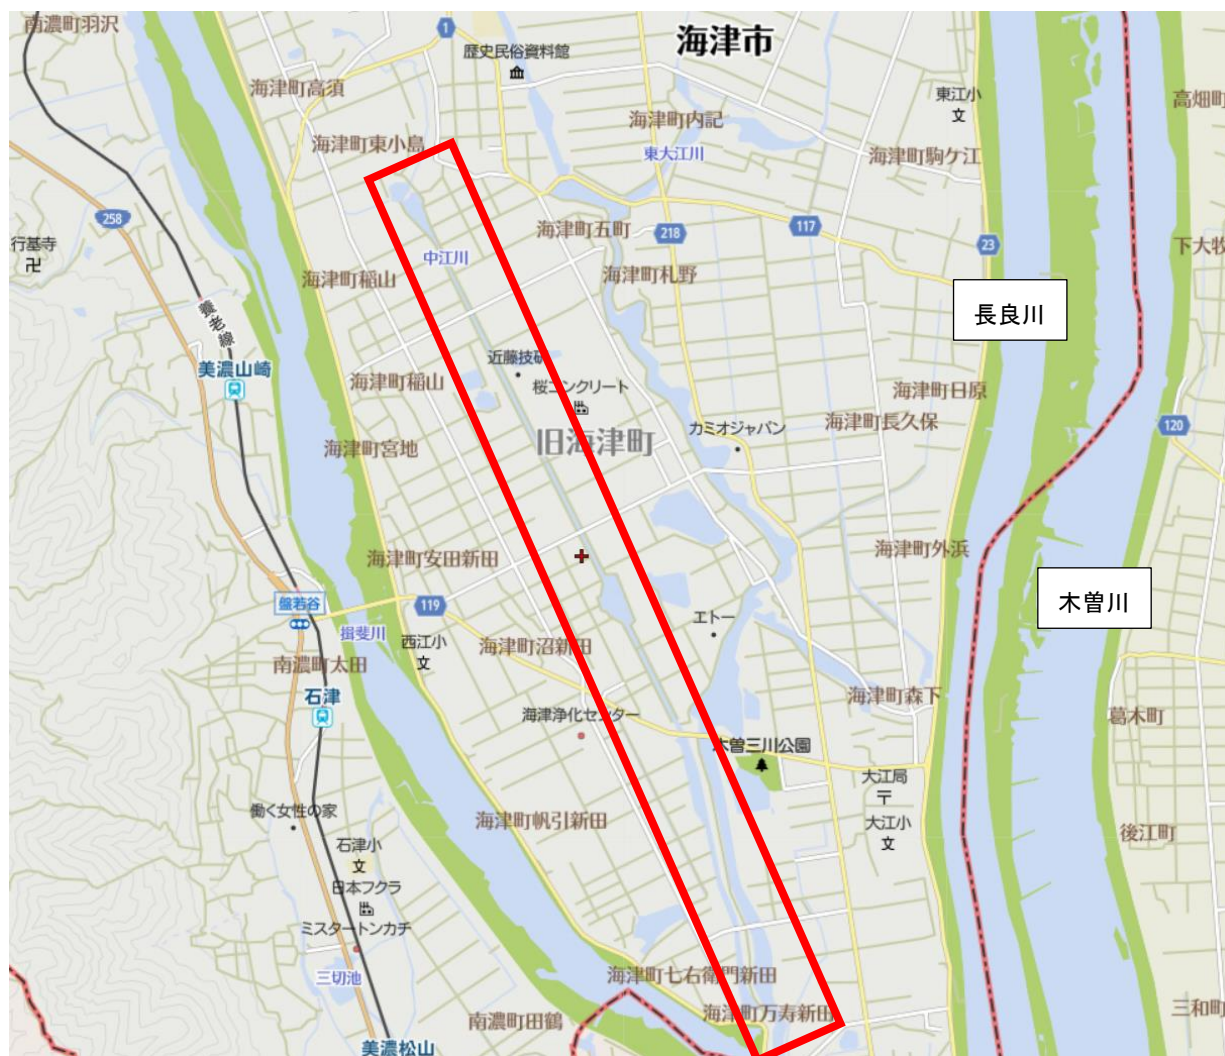 南濃町羽沢
1
海津市
歴史民俗資料館
海津町高須
東江小
文
高畑町
海津町内記
海津町東小島
東大江川
海津町駒ケ江
258
海津町五町
218
117
23
行基寺
卍
下大牧
中江川
海津町稲山
海津町札野
長良川
養老線
近藤技研
美濃山崎
海津町稲山
桜コンクリート
海津町日原
海津町長久保
120
旧海津町
カミオジャパン
海津町宮地
海津町安田新田
海津町外浜
木曽川
盤若谷
119
揖斐川
エトー
西江小
文
海津町沼新田
南濃町太田
石津
海津町森下
葛木町
海津浄化センター
木曽三川公園
大江局
〒
働く女性の家
海津町帆引新田
大江小
文
後江町
石津小
文
日本フクラ
ミスタートンカチ
三切池
海津町七右衛門新田
海津町万寿新田
三和町
南濃町田鶴
美濃松山